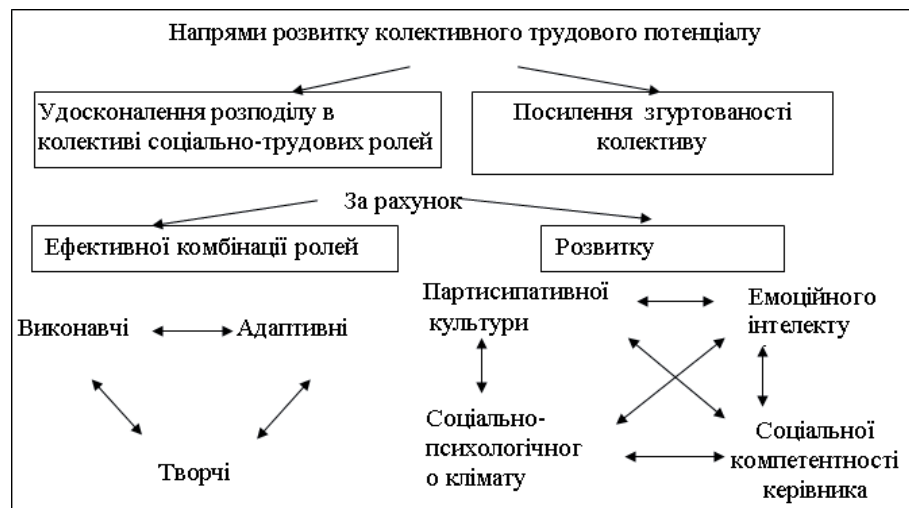 Напрями розвитку колективного трудового потенціалу
Удосконалення розподілу в
колективі соціально-трудових ролей
Посилення згуртованості
колективу
За рахунок
Ефективної комбінації ролей
Розвитку
Виконавчі
Адаптивні
Творчі
Партисипативної
культури
Емоційного
інтелекту
Соціально-
психологічног
о клімату
Соціальної
компетентності
керівника